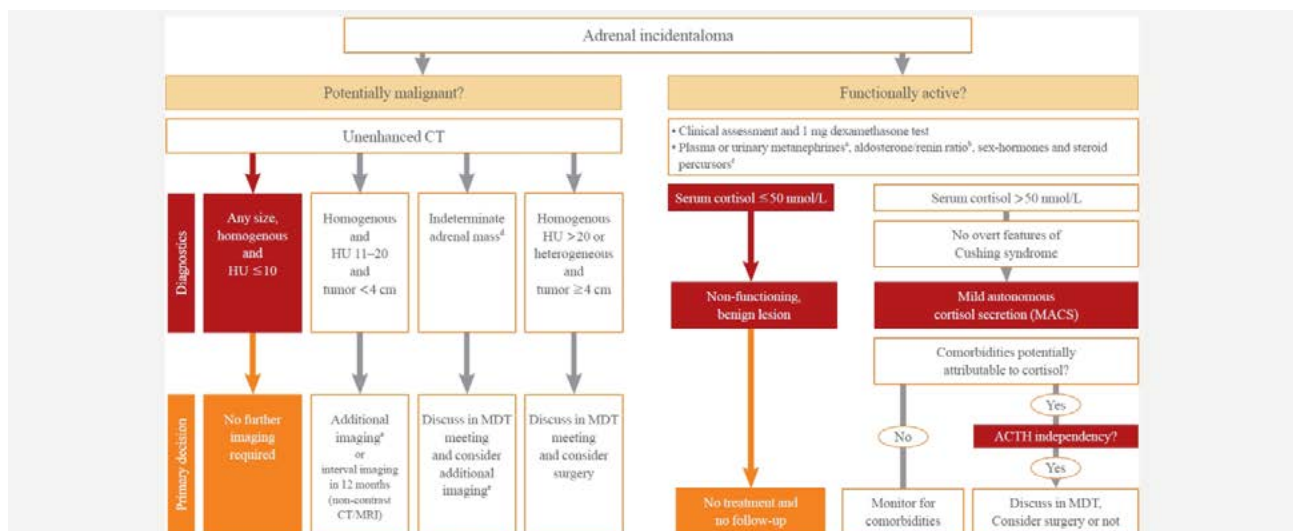 Adrenal incidentaloma
Potentially malignant?
Unenhanced CT
Diagnostics
Any size,
homogenous
and
HU ≤10
Homogenous
and
HU 11–20
and
tumor <4 cm
Indeterminate
adrenal mass^d
Homogenous
HU >20 or
heterogeneous
and
tumor ≥4 cm
Primary decision
No further
imaging
required
Additional
imaging^e
or
interval imaging
in 12 months
(non-contrast
CT/MRI)
Discuss in MDT
meeting
and consider
additional
imaging^e
Discuss in MDT
meeting
and consider
surgery
Functionally active?
• Clinical assessment and 1 mg dexamethasone test
• Plasma or urinary metanephrines^a, aldosterone/renin ratio^b, sex-hormones and steroid
percursors^d
Serum cortisol ≤50 nmol/L
Non-functioning,
benign lesion
No treatment and
no follow-up
Serum cortisol >50 nmol/L
No overt features of
Cushing syndrome
Mild autonomous
cortisol secretion (MACS)
Comorbidities potentially
attributable to cortisol?
No
Monitor for
comorbidities
Yes
ACTH independency?
Yes
Discuss in MDT,
Consider surgery or not